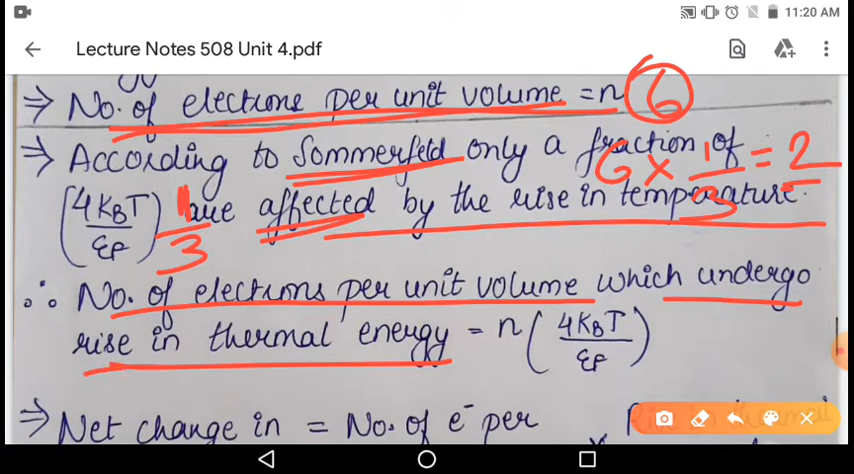 11:20 AM
Lecture Notes 508 Unit 4.pdf
⇒ No. of electrons per unit volume = n 6
⇒ According to Sommerfeld only a fraction of
6 × 1/3 = 2
(4KBT/εF) 1/3 are affected by the rise in temperature.
∴ No. of electrons per unit volume which undergo
rise in thermal energy = n (4KBT/εF)
⇒ Net change in = No. of e⁻ per